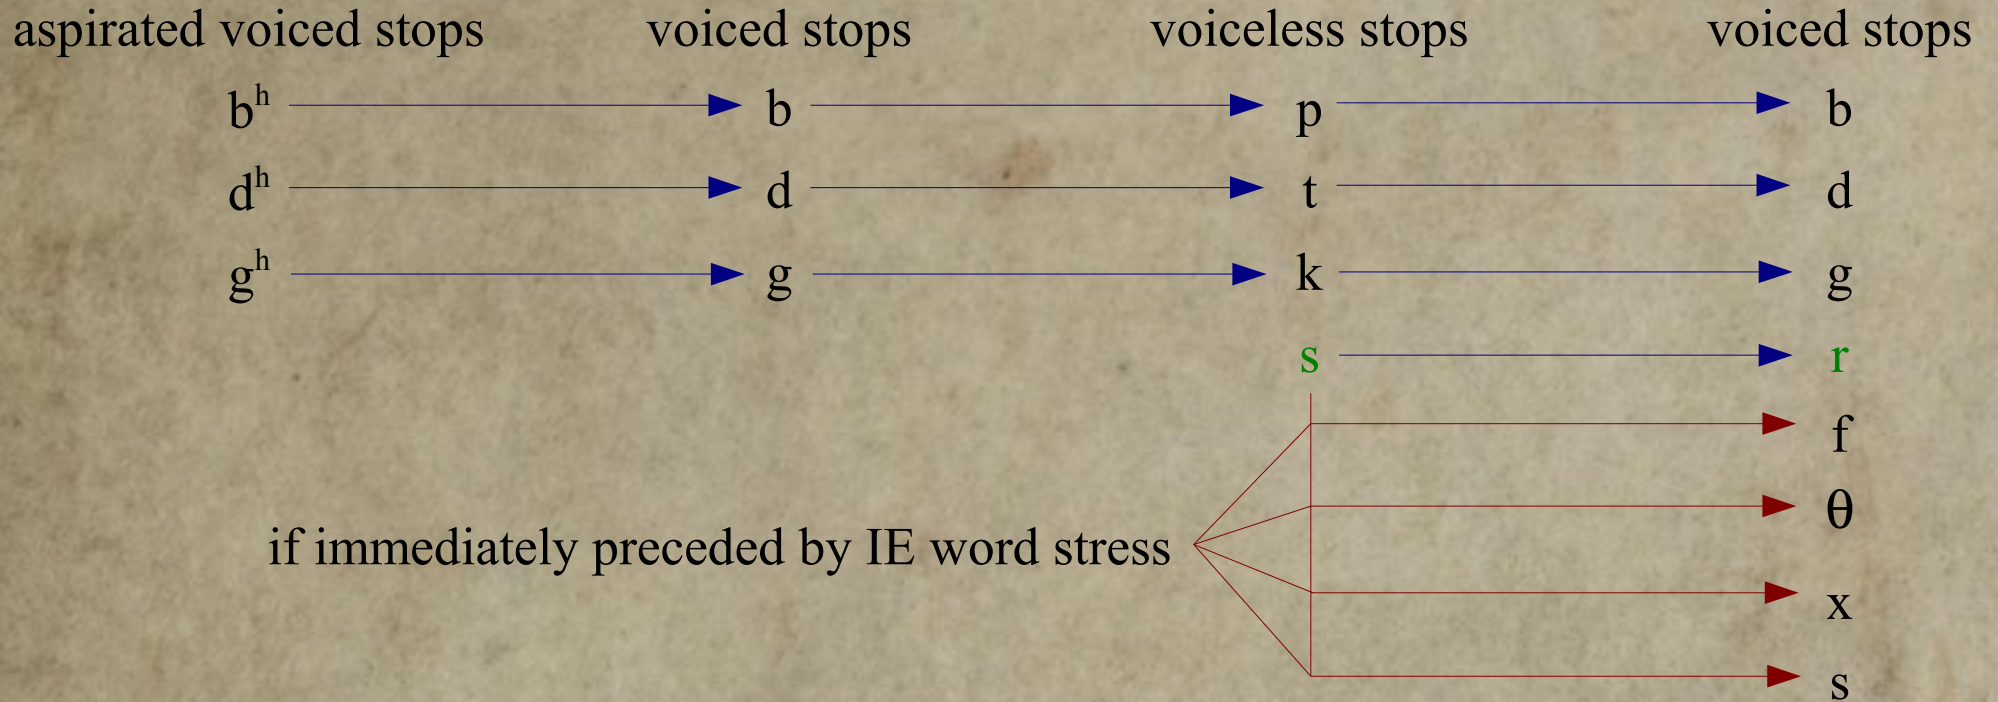 aspirated voiced stops voiced stops voiceless stops voiced stops
bʰ b p b
dʰ d t d
gʰ g k g
s r
f
if immediately preceded by IE word stress θ
x
s